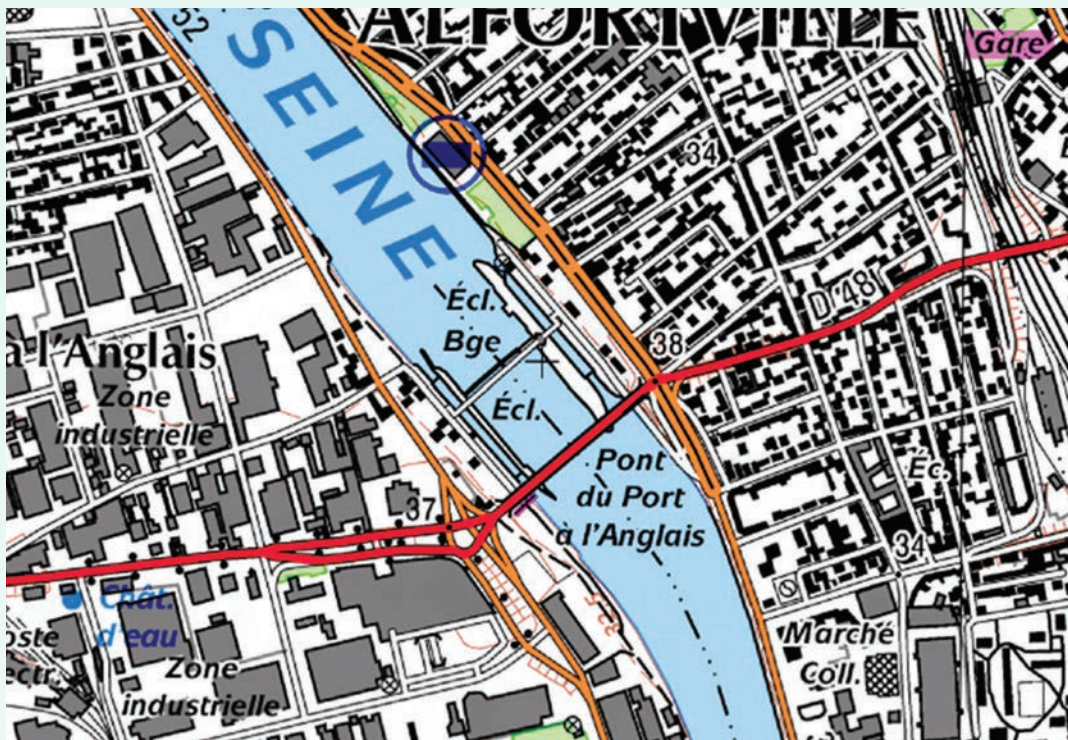 52
ALFORTVILLE
Gare
SEINE
34
Écl.
Bge
D 48
38
à l'Anglais
Zone
industrielle
Écl.
Pont
du Port
à l'Anglais
Éc.
37
34
Chât.
d'eau
Zone
industrielle
Marché
Coll.